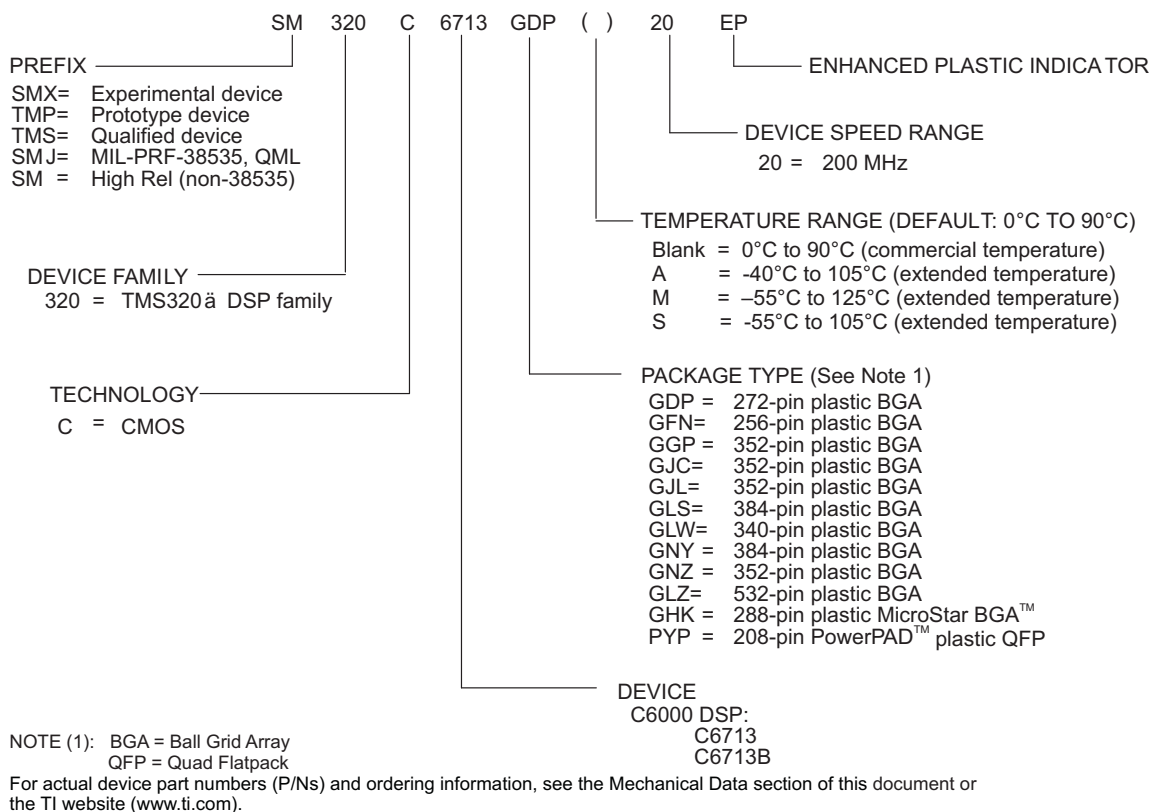 SM 320 C 6713 GDP ( ) 20 EP
PREFIX
SMX= Experimental device
TMP= Prototype device
TMS= Qualified device
SMJ= MIL-PRF-38535, QML
SM = High Rel (non-38535)
ENHANCED PLASTIC INDICATOR
DEVICE SPEED RANGE
20 = 200 MHz
TEMPERATURE RANGE (DEFAULT: 0°C TO 90°C)
Blank = 0°C to 90°C (commercial temperature)
A = -40°C to 105°C (extended temperature)
M = –55°C to 125°C (extended temperature)
S = -55°C to 105°C (extended temperature)
DEVICE FAMILY
320 = TMS320ä DSP family
TECHNOLOGY
C = CMOS
PACKAGE TYPE (See Note 1)
GDP = 272-pin plastic BGA
GFN= 256-pin plastic BGA
GGP = 352-pin plastic BGA
GJC= 352-pin plastic BGA
GJL= 352-pin plastic BGA
GLS= 384-pin plastic BGA
GLW= 340-pin plastic BGA
GNY = 384-pin plastic BGA
GNZ = 352-pin plastic BGA
GLZ= 532-pin plastic BGA
GHK = 288-pin plastic MicroStar BGA™
PYP = 208-pin PowerPAD™ plastic QFP
DEVICE
C6000 DSP:
C6713
C6713B
NOTE (1): BGA = Ball Grid Array
QFP = Quad Flatpack
For actual device part numbers (P/Ns) and ordering information, see the Mechanical Data section of this document or
the TI website (www.ti.com).